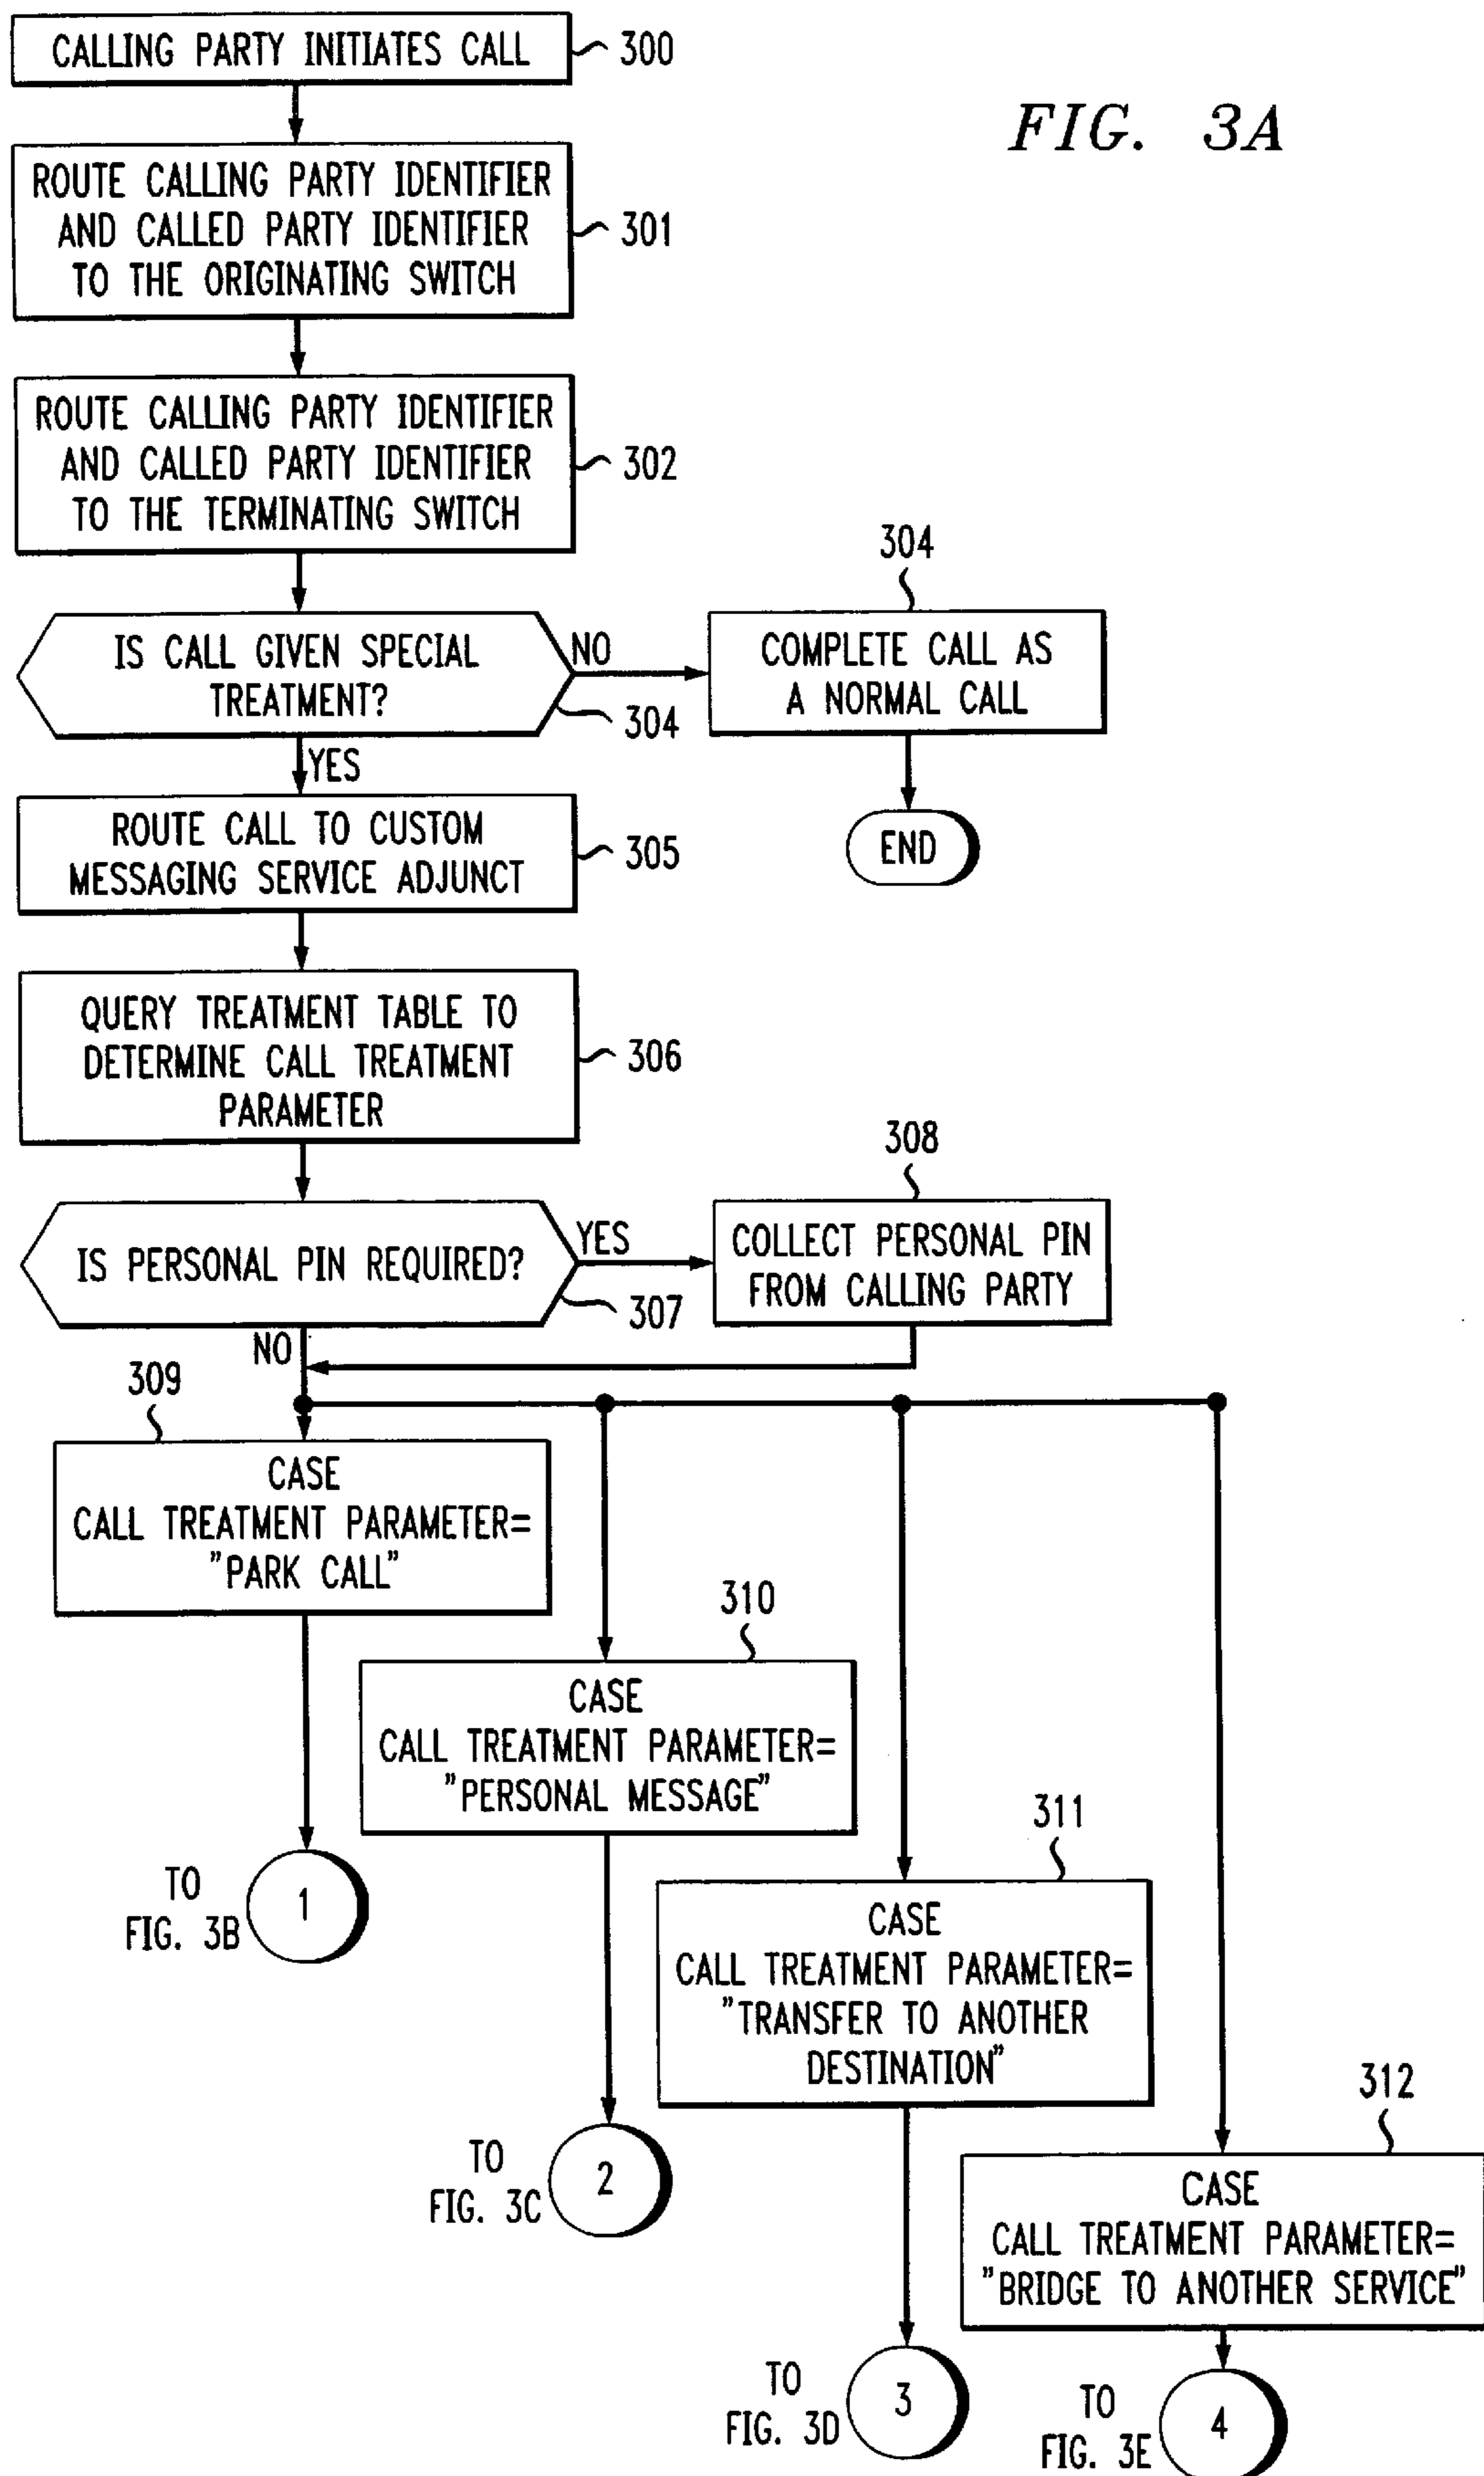 CALLING PARTY INITIATES CALL
300
FIG. 3A
ROUTE CALLING PARTY IDENTIFIER
AND CALLED PARTY IDENTIFIER
TO THE ORIGINATING SWITCH
301
ROUTE CALLING PARTY IDENTIFIER
AND CALLED PARTY IDENTIFIER
TO THE TERMINATING SWITCH
302
IS CALL GIVEN SPECIAL
TREATMENT?
304
NO
YES
304
COMPLETE CALL AS
A NORMAL CALL
END
ROUTE CALL TO CUSTOM
MESSAGING SERVICE ADJUNCT
305
QUERY TREATMENT TABLE TO
DETERMINE CALL TREATMENT
PARAMETER
306
IS PERSONAL PIN REQUIRED?
307
YES
NO
308
COLLECT PERSONAL PIN
FROM CALLING PARTY
309
CASE
CALL TREATMENT PARAMETER=
"PARK CALL"
310
CASE
CALL TREATMENT PARAMETER=
"PERSONAL MESSAGE"
311
CASE
CALL TREATMENT PARAMETER=
"TRANSFER TO ANOTHER
DESTINATION"
312
CASE
CALL TREATMENT PARAMETER=
"BRIDGE TO ANOTHER SERVICE"
TO
FIG. 3B
1
TO
FIG. 3C
2
TO
FIG. 3D
3
TO
FIG. 3E
4